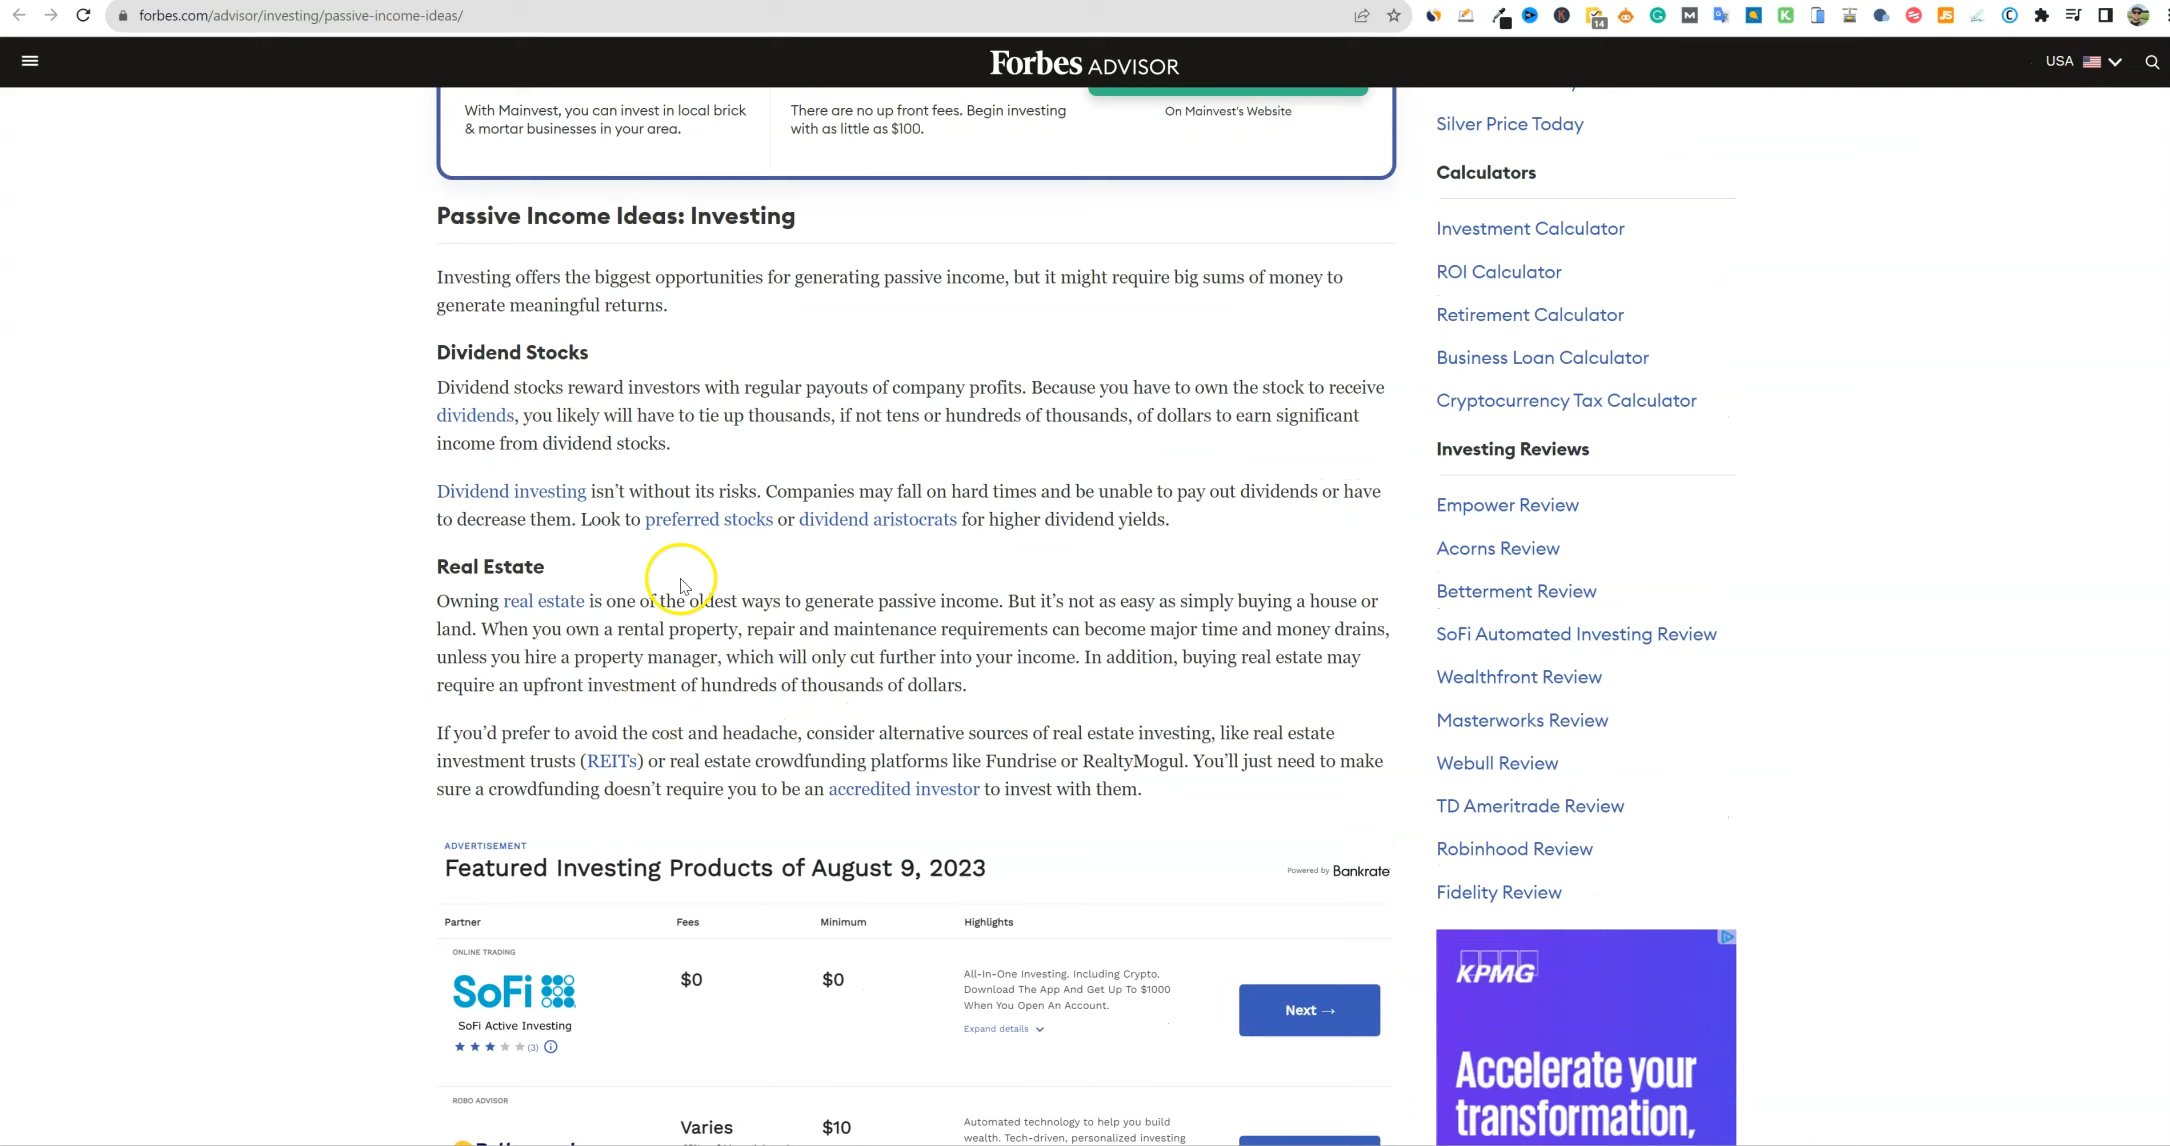 forbes.com/advisor/investing/passive-income-ideas/
14
Forbes ADVISOR
USA
With Mainvest, you can invest in local brick
& mortar businesses in your area.
There are no up front fees. Begin investing
with as little as $100.
On Mainvest's Website
Passive Income Ideas: Investing
Investing offers the biggest opportunities for generating passive income, but it might require big sums of money to
generate meaningful returns.
Dividend Stocks
Dividend stocks reward investors with regular payouts of company profits. Because you have to own the stock to receive
dividends, you likely will have to tie up thousands, if not tens or hundreds of thousands, of dollars to earn significant
income from dividend stocks.
Dividend investing isn’t without its risks. Companies may fall on hard times and be unable to pay out dividends or have
to decrease them. Look to preferred stocks or dividend aristocrats for higher dividend yields.
Real Estate
Owning real estate is one of the oldest ways to generate passive income. But it’s not as easy as simply buying a house or
land. When you own a rental property, repair and maintenance requirements can become major time and money drains,
unless you hire a property manager, which will only cut further into your income. In addition, buying real estate may
require an upfront investment of hundreds of thousands of dollars.
If you’d prefer to avoid the cost and headache, consider alternative sources of real estate investing, like real estate
investment trusts (REITs) or real estate crowdfunding platforms like Fundrise or RealtyMogul. You’ll just need to make
sure a crowdfunding doesn’t require you to be an accredited investor to invest with them.
ADVERTISEMENT
Featured Investing Products of August 9, 2023
Powered by Bankrate
Partner
Fees
Minimum
Highlights
ONLINE TRADING
SoFi
SoFi Active Investing
(3)
$0
$0
All-In-One Investing. Including Crypto.
Download The App And Get Up To $1000
When You Open An Account.
Expand details
Next →
ROBO ADVISOR
Varies
$10
Automated technology to help you build
wealth. Tech-driven, personalized investing
Silver Price Today
Calculators
Investment Calculator
ROI Calculator
Retirement Calculator
Business Loan Calculator
Cryptocurrency Tax Calculator
Investing Reviews
Empower Review
Acorns Review
Betterment Review
SoFi Automated Investing Review
Wealthfront Review
Masterworks Review
Webull Review
TD Ameritrade Review
Robinhood Review
Fidelity Review
KPMG
Accelerate your
transformation,